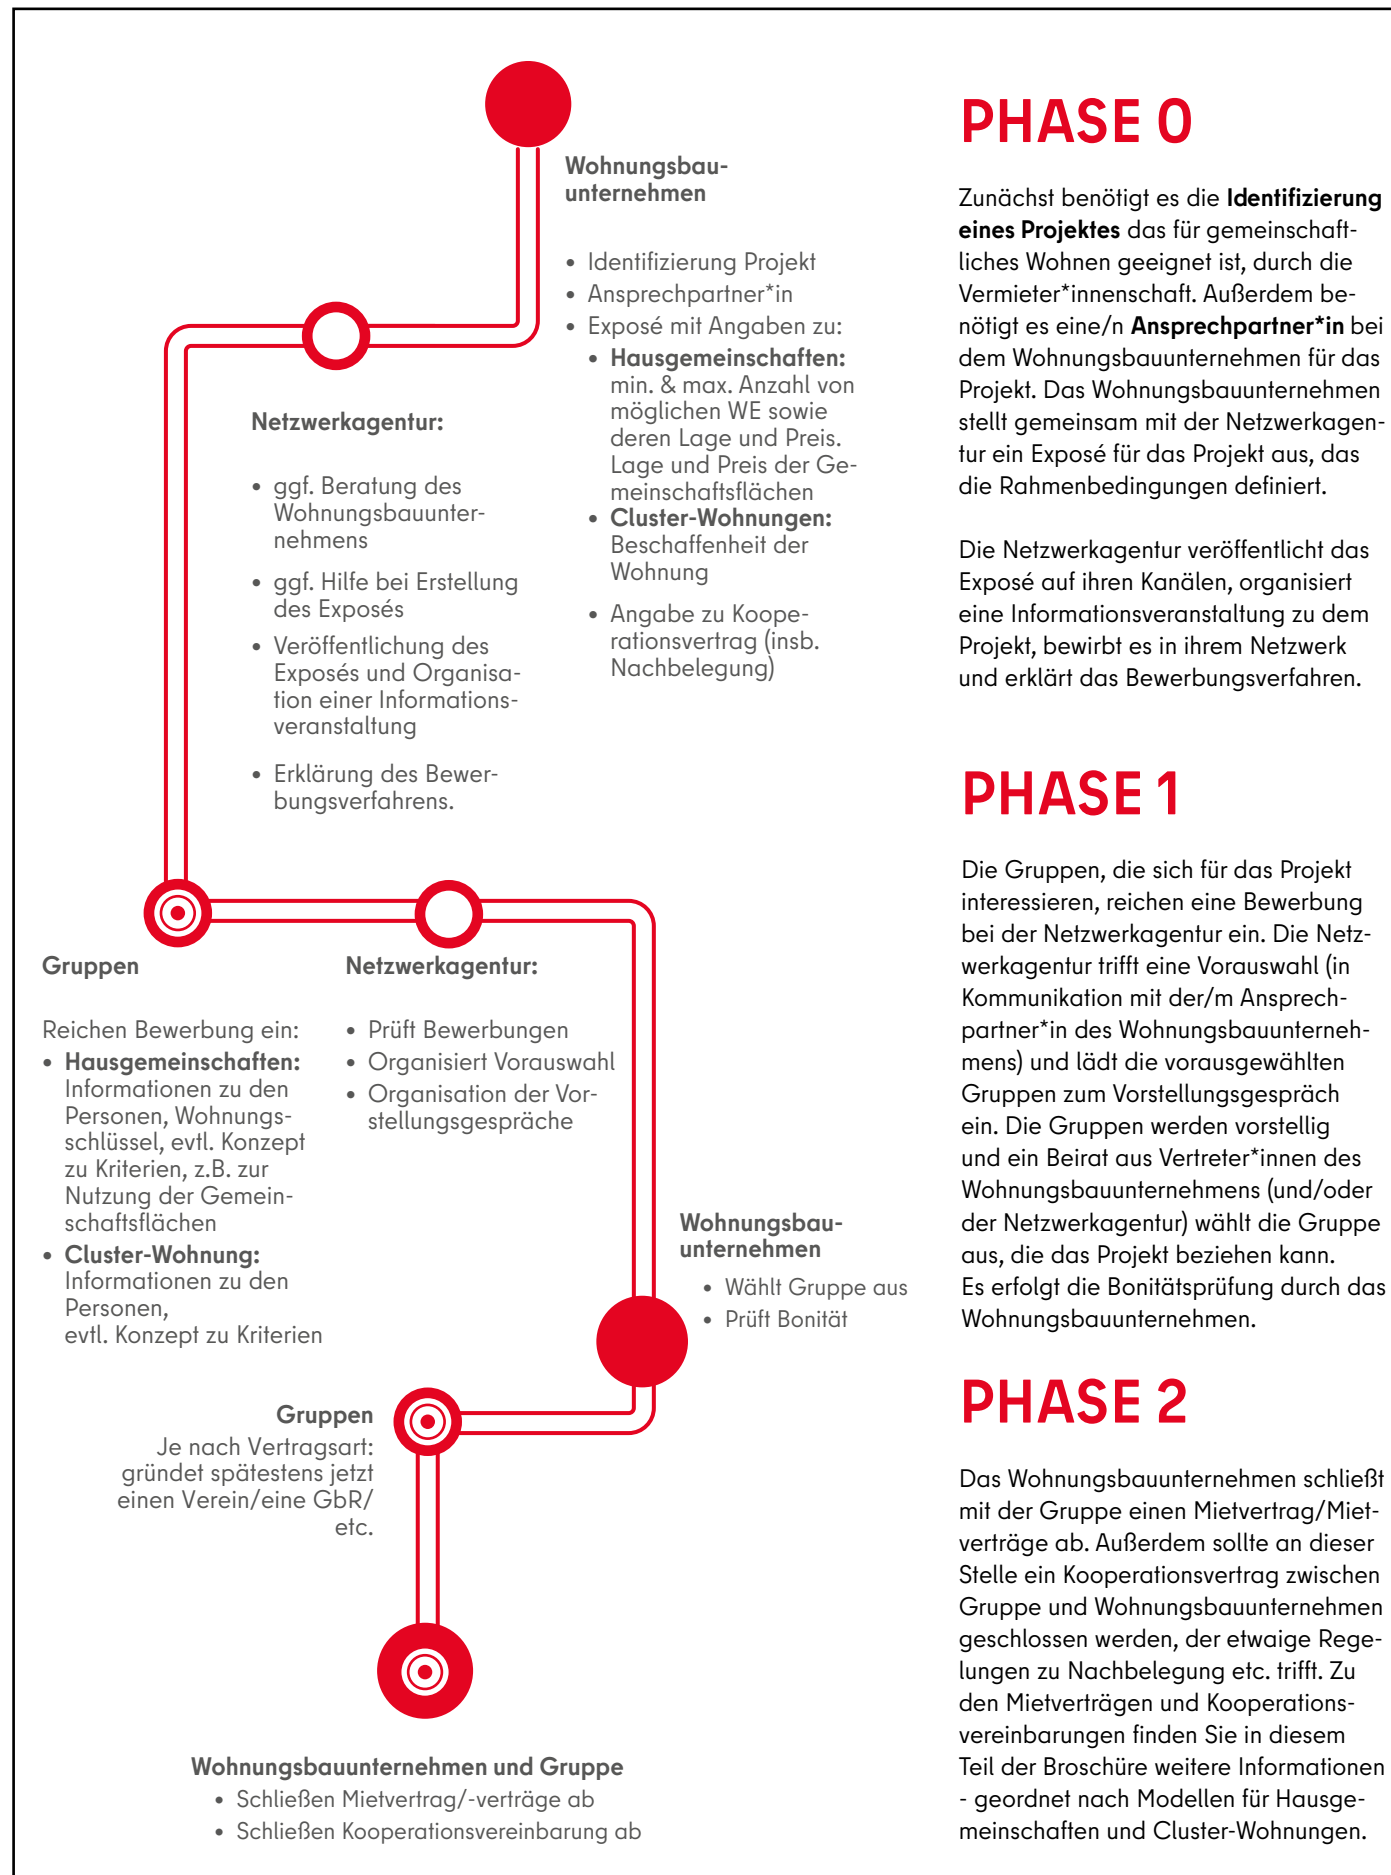 Wohnungsbau-
unternehmen
• Identifizierung Projekt
• Ansprechpartner*in
• Exposé mit Angaben zu:
• Hausgemeinschaften:
min. & max. Anzahl von
möglichen WE sowie
deren Lage und Preis.
Lage und Preis der Ge-
meinschaftsflächen
• Cluster-Wohnungen:
Beschaffenheit der
Wohnung
• Angabe zu Koope-
rationsvertrag (insb.
Nachbelegung)
Netzwerkagentur:
• ggf. Beratung des
Wohnungsbauunter-
nehmens
• ggf. Hilfe bei Erstellung
des Exposés
• Veröffentlichung des
Exposés und Organisa-
tion einer Informations-
veranstaltung
• Erklärung des Bewer-
bungsverfahrens.
Gruppen
Reichen Bewerbung ein:
• Hausgemeinschaften:
Informationen zu den
Personen, Wohnungs-
schlüssel, evtl. Konzept
zu Kriterien, z.B. zur
Nutzung der Gemein-
schaftsflächen
• Cluster-Wohnung:
Informationen zu den
Personen,
evtl. Konzept zu Kriterien
Netzwerkagentur:
• Prüft Bewerbungen
• Organisiert Vorauswahl
• Organisation der Vor-
stellungsgespräche
Wohnungsbau-
unternehmen
• Wählt Gruppe aus
• Prüft Bonität
Gruppen
Je nach Vertragsart:
gründet spätestens jetzt
einen Verein/eine GbR/
etc.
Wohnungsbauunternehmen und Gruppe
• Schließen Mietvertrag/-verträge ab
• Schließen Kooperationsvereinbarung ab
PHASE 0
Zunächst benötigt es die Identifizierung
eines Projektes das für gemeinschaft-
liches Wohnen geeignet ist, durch die
Vermieter*innenschaft. Außerdem be-
nötigt es eine/n Ansprechpartner*in bei
dem Wohnungsbauunternehmen für das
Projekt. Das Wohnungsbauunternehmen
stellt gemeinsam mit der Netzwerkagen-
tur ein Exposé für das Projekt aus, das
die Rahmenbedingungen definiert.
Die Netzwerkagentur veröffentlicht das
Exposé auf ihren Kanälen, organisiert
eine Informationsveranstaltung zu dem
Projekt, bewirbt es in ihrem Netzwerk
und erklärt das Bewerbungsverfahren.
PHASE 1
Die Gruppen, die sich für das Projekt
interessieren, reichen eine Bewerbung
bei der Netzwerkagentur ein. Die Netz-
werkagentur trifft eine Vorauswahl (in
Kommunikation mit der/m Ansprech-
partner*in des Wohnungsbauunterneh-
mens) und lädt die vorausgewählten
Gruppen zum Vorstellungsgespräch
ein. Die Gruppen werden vorstellig
und ein Beirat aus Vertreter*innen des
Wohnungsbauunternehmens (und/oder
der Netzwerkagentur) wählt die Gruppe
aus, die das Projekt beziehen kann.
Es erfolgt die Bonitätsprüfung durch das
Wohnungsbauunternehmen.
PHASE 2
Das Wohnungsbauunternehmen schließt
mit der Gruppe einen Mietvertrag/Miet-
verträge ab. Außerdem sollte an dieser
Stelle ein Kooperationsvertrag zwischen
Gruppe und Wohnungsbauunternehmen
geschlossen werden, der etwaige Rege-
lungen zu Nachbelegung etc. trifft. Zu
den Mietverträgen und Kooperations-
vereinbarungen finden Sie in diesem
Teil der Broschüre weitere Informationen
- geordnet nach Modellen für Hausge-
meinschaften und Cluster-Wohnungen.